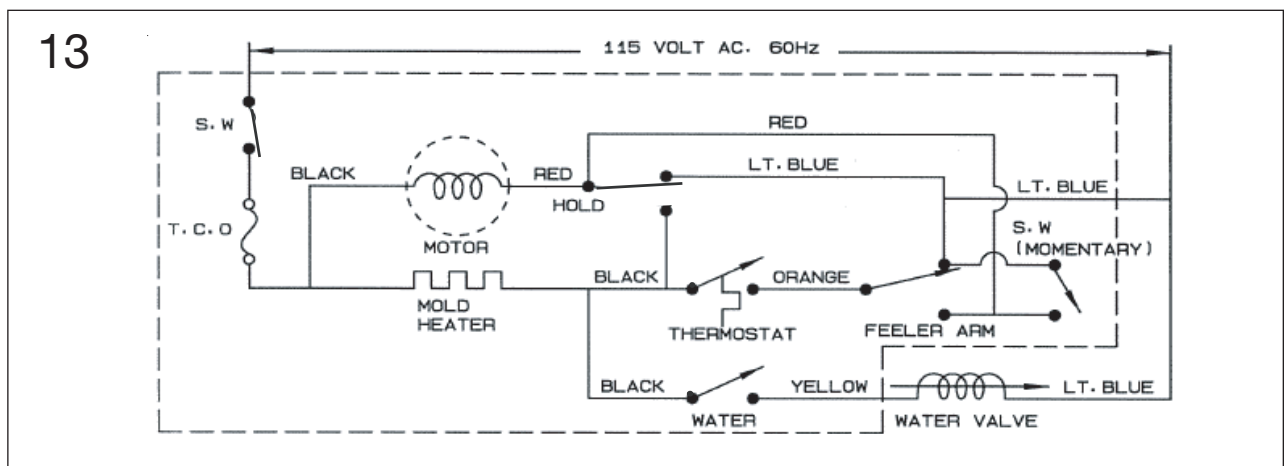 13
115 VOLT AC. 60Hz
S.W
RED
BLACK
RED
LT.BLUE
LT.BLUE
HOLD
T.C.O
S.W
(MOMENTARY)
MOTOR
BLACK
ORANGE
MOLD
HEATER
THERMOSTAT
FEELER ARM
BLACK
YELLOW
LT.BLUE
WATER
WATER VALVE